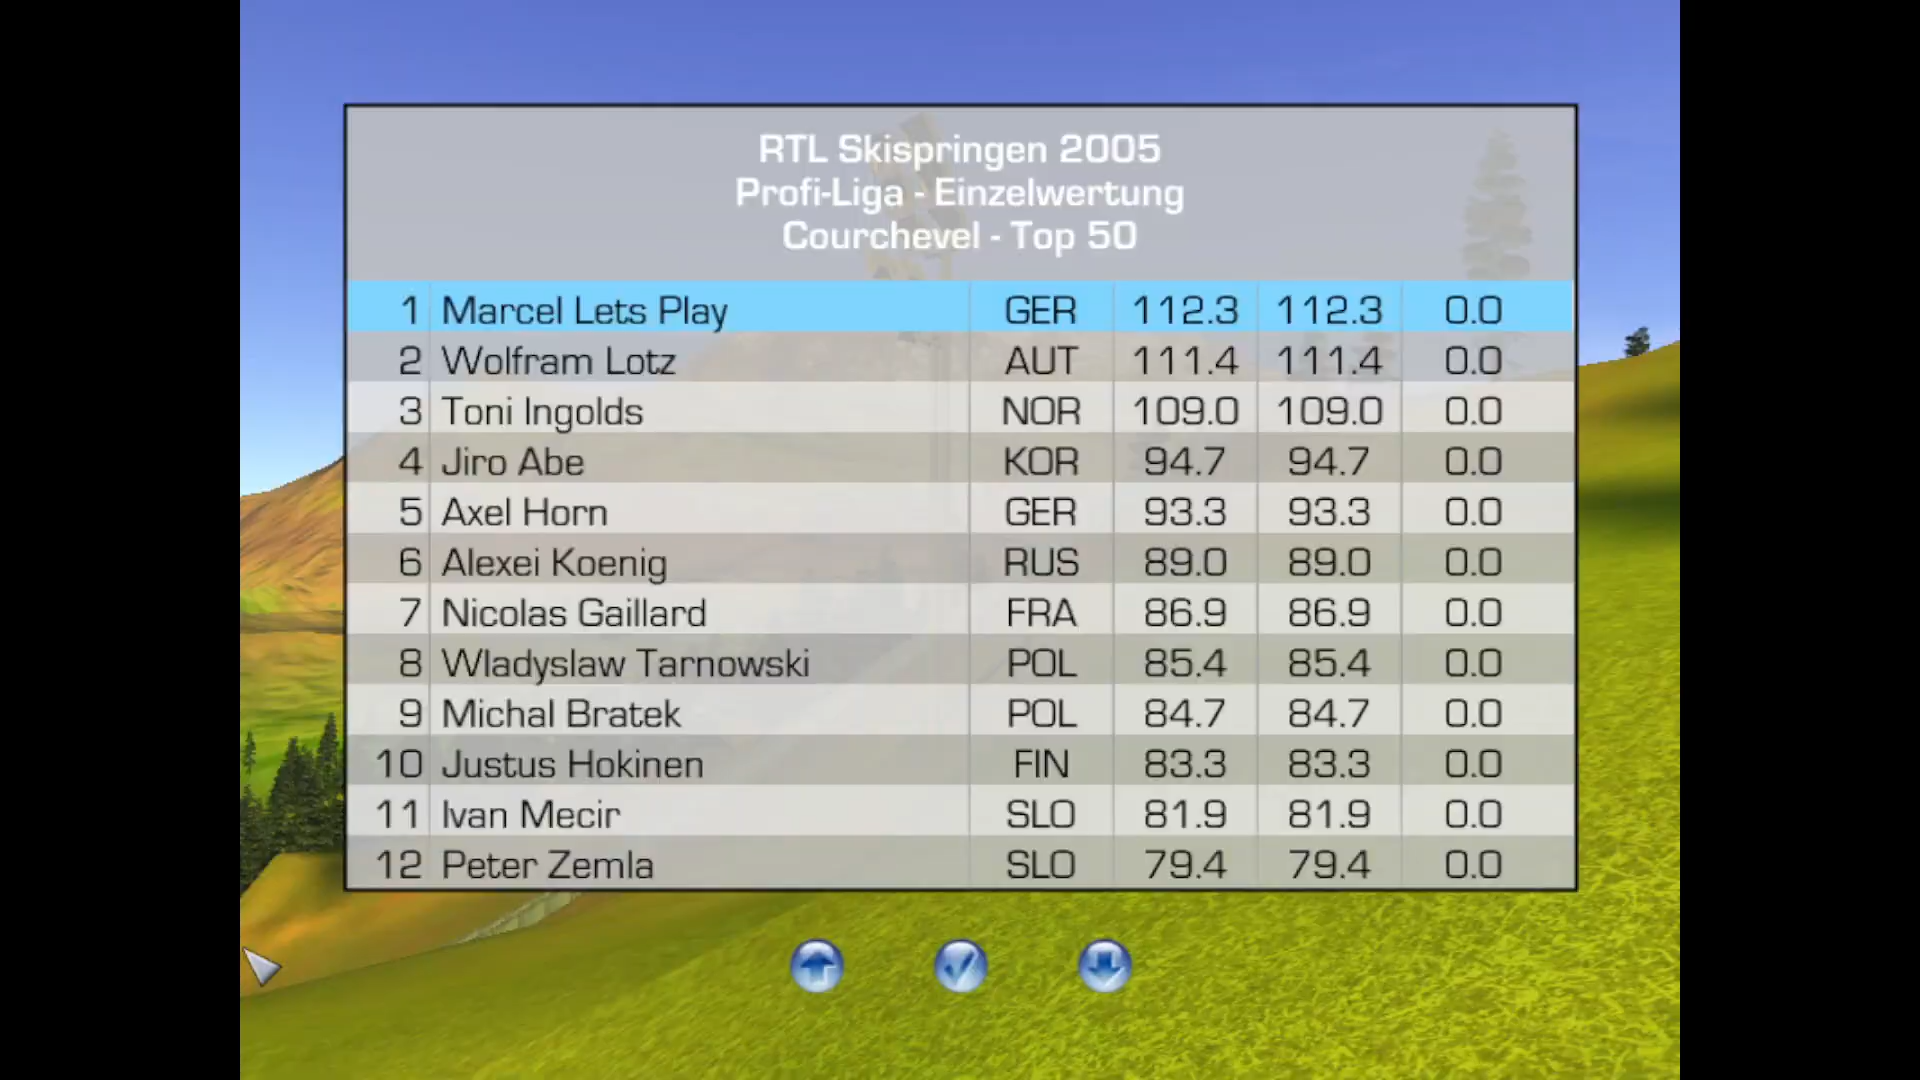 RTL Skispringen 2005
Profi-Liga - Einzelwertung
Courchevel - Top 50
1 Marcel Lets Play GER 112.3 112.3 0.0
2 Wolfram Lotz AUT 111.4 111.4 0.0
3 Toni Ingolds NOR 109.0 109.0 0.0
4 Jiro Abe KOR 94.7 94.7 0.0
5 Axel Horn GER 93.3 93.3 0.0
6 Alexei Koenig RUS 89.0 89.0 0.0
7 Nicolas Gaillard FRA 86.9 86.9 0.0
8 Wladyslaw Tarnowski POL 85.4 85.4 0.0
9 Michal Bratek POL 84.7 84.7 0.0
10 Justus Hokinen FIN 83.3 83.3 0.0
11 Ivan Mecir SLO 81.9 81.9 0.0
12 Peter Zemla SLO 79.4 79.4 0.0